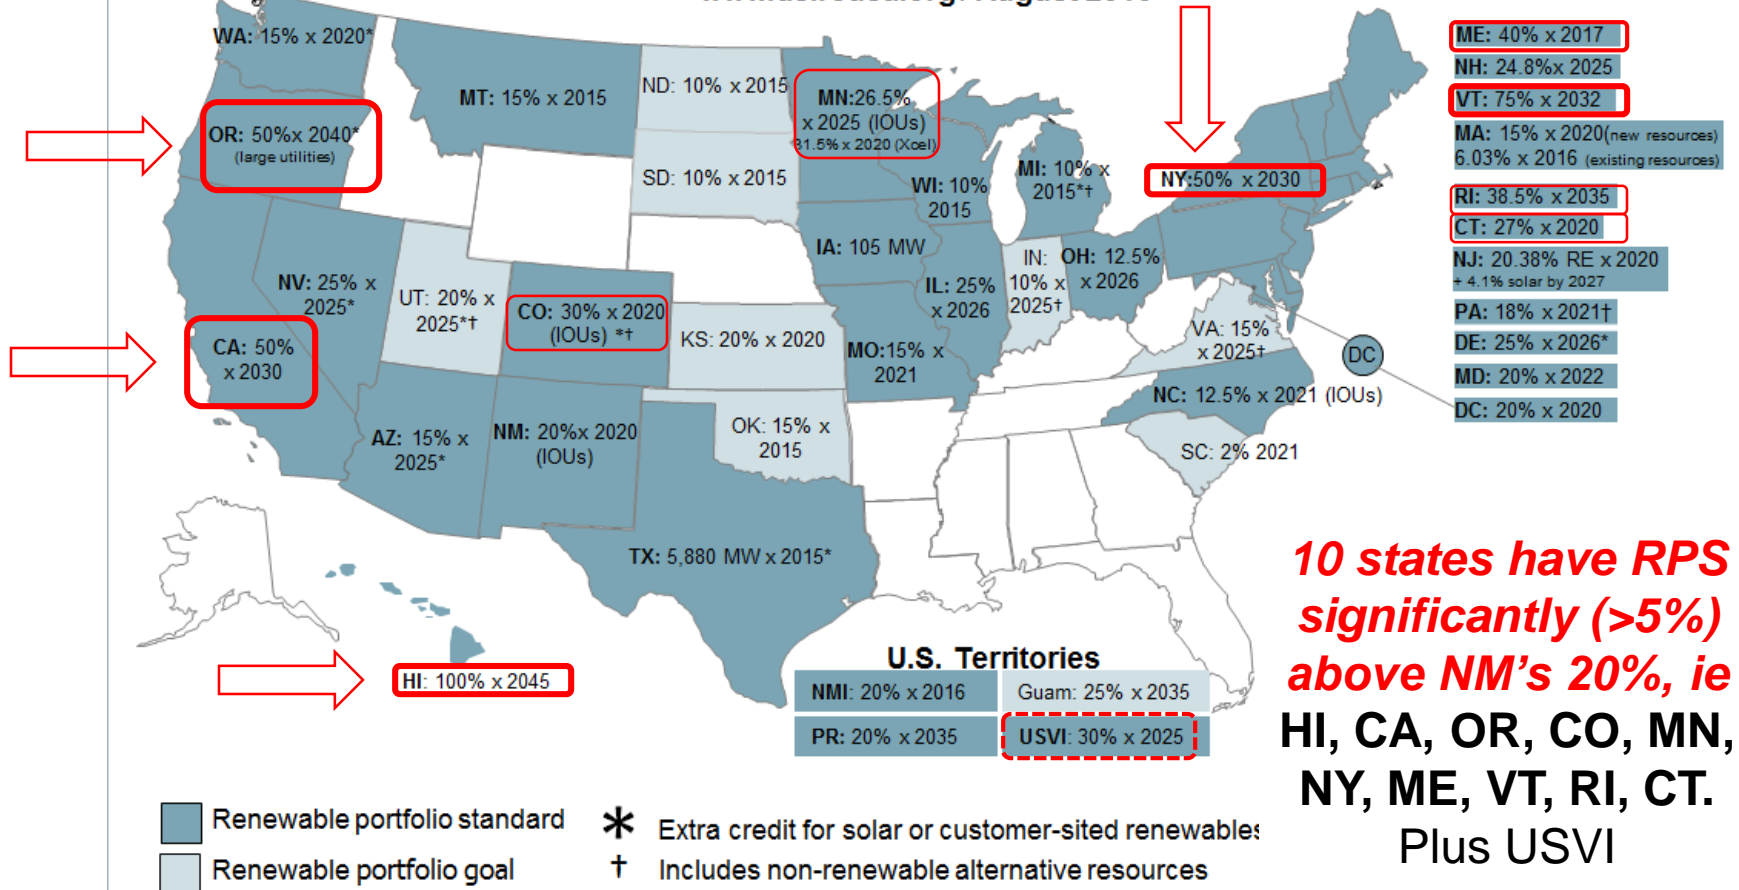 WA: 15% x 2020*
MT: 15% x 2015
ND: 10% x 2015
MN:26.5%
x 2025 (IOUs)
31.5% x 2020 (Xcel)
OR: 50%x 2040*
(large utilities)
SD: 10% x 2015
WI: 10%
2015
MI: 10% x
2015*†
NY:50% x 2030
ME: 40% x 2017
NH: 24.8%x 2025
VT: 75% x 2032
MA: 15% x 2020(new resources)
6.03% x 2016 (existing resources)
RI: 38.5% x 2035
CT: 27% x 2020
NJ: 20.38% RE x 2020
+ 4.1% solar by 2027
PA: 18% x 2021†
DE: 25% x 2026*
MD: 20% x 2022
DC: 20% x 2020
DC
IA: 105 MW
NV: 25% x
2025*
UT: 20% x
2025*†
CO: 30% x 2020
(IOUs) *†
KS: 20% x 2020
IL: 25%
x 2026
IN:
10% x
2025†
OH: 12.5%
x 2026
MO:15% x
2021
VA: 15%
x 2025†
CA: 50%
x 2030
AZ: 15% x
2025*
NM: 20%x 2020
(IOUs)
OK: 15% x
2015
NC: 12.5% x 2021 (IOUs)
SC: 2% 2021
TX: 5,880 MW x 2015*
HI: 100% x 2045
U.S. Territories
NMI: 20% x 2016
Guam: 25% x 2035
PR: 20% x 2035
USVI: 30% x 2025
10 states have RPS
significantly (>5%)
above NM's 20%, ie
HI, CA, OR, CO, MN,
NY, ME, VT, RI, CT.
Plus USVI
Renewable portfolio standard
Renewable portfolio goal
* Extra credit for solar or customer-sited renewables
† Includes non-renewable alternative resources